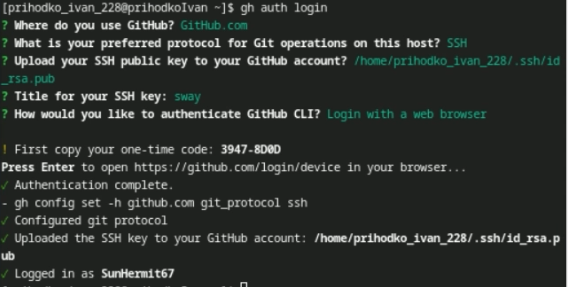 [prihodko_ivan_228@prihodkoIvan ~]$ gh auth login
? Where do you use GitHub? GitHub.com
? What is your preferred protocol for Git operations on this host? SSH
? Upload your SSH public key to your GitHub account? /home/prihodko_ivan_228/.ssh/id
_rsa.pub
? Title for your SSH key: sway
? How would you like to authenticate GitHub CLI? Login with a web browser
! First copy your one-time code: 3947-8D0D
Press Enter to open https://github.com/login/device in your browser...
✓ Authentication complete.
- gh config set -h github.com git_protocol ssh
✓ Configured git protocol
✓ Uploaded the SSH key to your GitHub account: /home/prihodko_ivan_228/.ssh/id_rsa.p
ub
✓ Logged in as SunHermit67